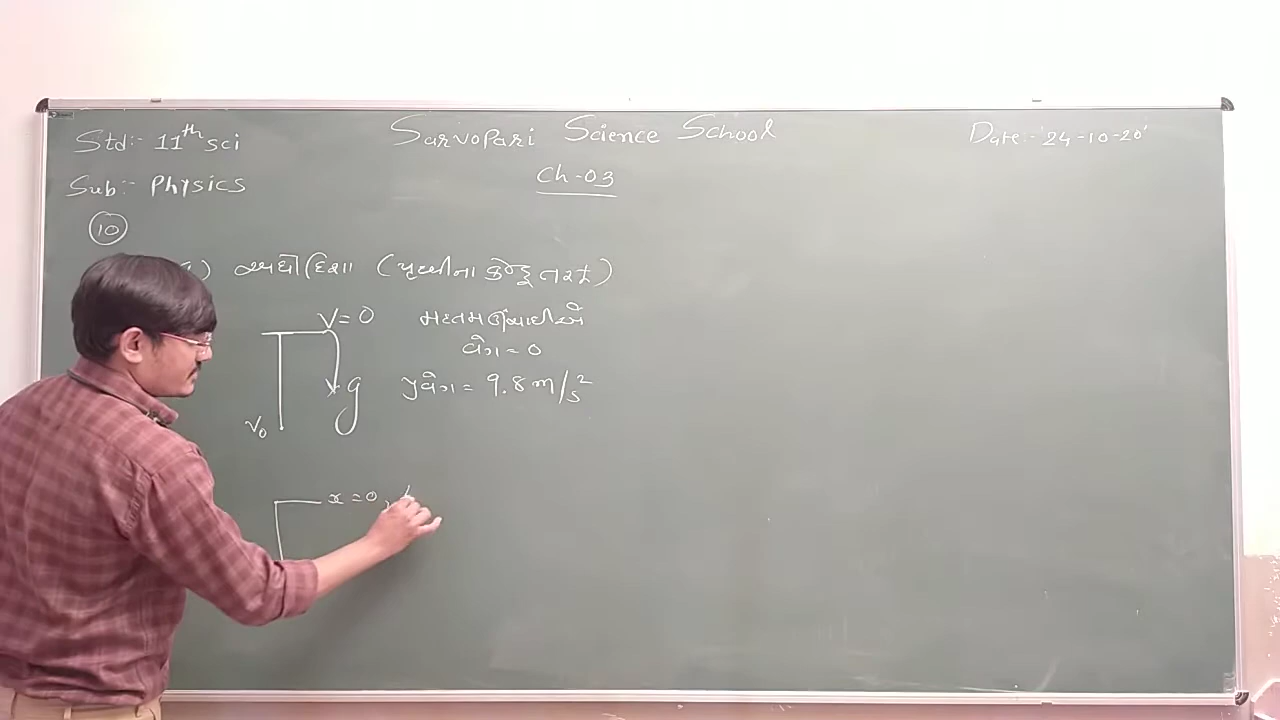 Std:- 11th sci
Sarvopari Science School
Date:- 24-10-20
Sub:- Physics
Ch-03
10
) અધોદિશા (પૃથ્વીના કેન્દ્ર તરફ)
V=0
મહત્તમ ઊંચાઈએ
વેગ = 0
g
પ્રવેગ = 9.8 m/s²
V₀
x=0,